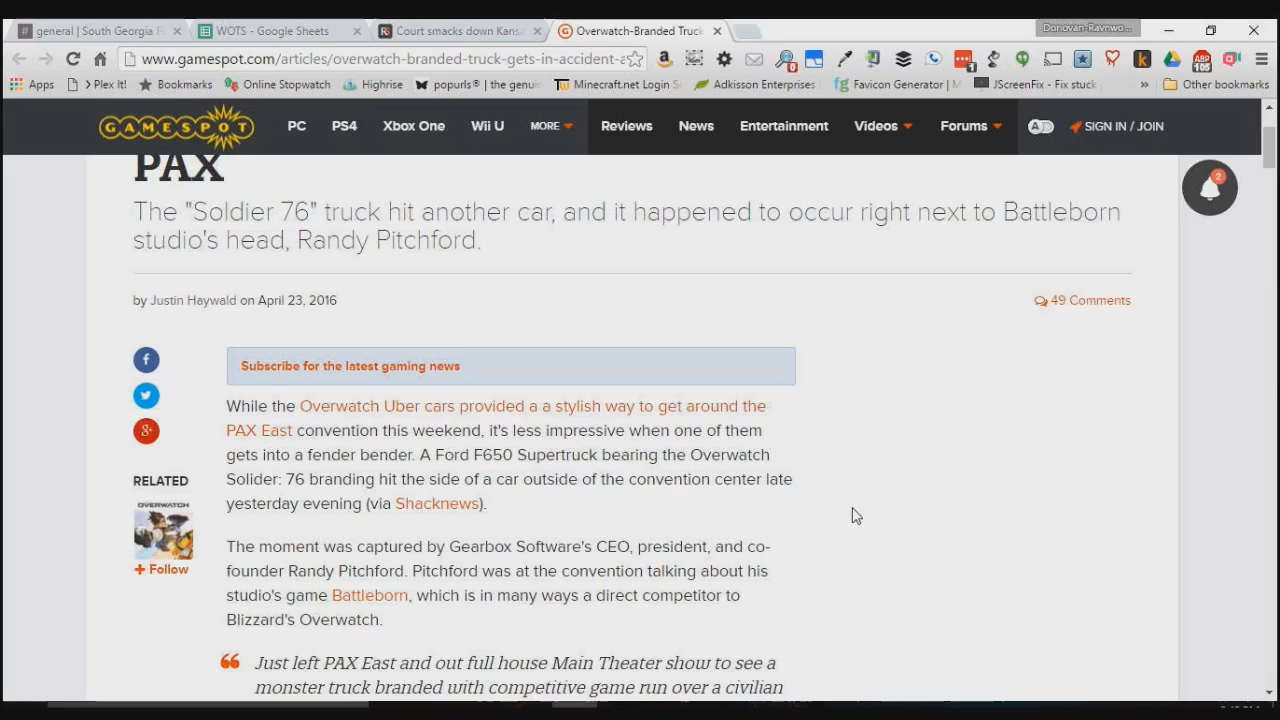 general | South Georgia F
WOTS - Google Sheets
Court smacks down Kansa
Overwatch-Branded Truck
Donovan-Ravnwo...
www.gamespot.com/articles/overwatch-branded-truck-gets-in-accident-a
Apps
> Plex It!
Bookmarks
Online Stopwatch
Highrise
popurls® | the genuin
Minecraft.net Login S
Adkisson Enterprises
Favicon Generator | M
JScreenFix - Fix stuck
»
Other bookmarks
GAMESPOT
PC
PS4
Xbox One
Wii U
MORE
Reviews
News
Entertainment
Videos
Forums
A
SIGN IN / JOIN
PAX
2
The "Soldier 76" truck hit another car, and it happened to occur right next to Battleborn
studio's head, Randy Pitchford.
by Justin Haywald on April 23, 2016
49 Comments
Subscribe for the latest gaming news
While the Overwatch Uber cars provided a a stylish way to get around the
PAX East convention this weekend, it's less impressive when one of them
gets into a fender bender. A Ford F650 Supertruck bearing the Overwatch
Solider: 76 branding hit the side of a car outside of the convention center late
yesterday evening (via Shacknews).
RELATED
OVERWATCH
+ Follow
The moment was captured by Gearbox Software's CEO, president, and co-
founder Randy Pitchford. Pitchford was at the convention talking about his
studio's game Battleborn, which is in many ways a direct competitor to
Blizzard's Overwatch.
Just left PAX East and out full house Main Theater show to see a
monster truck branded with competitive game run over a civilian